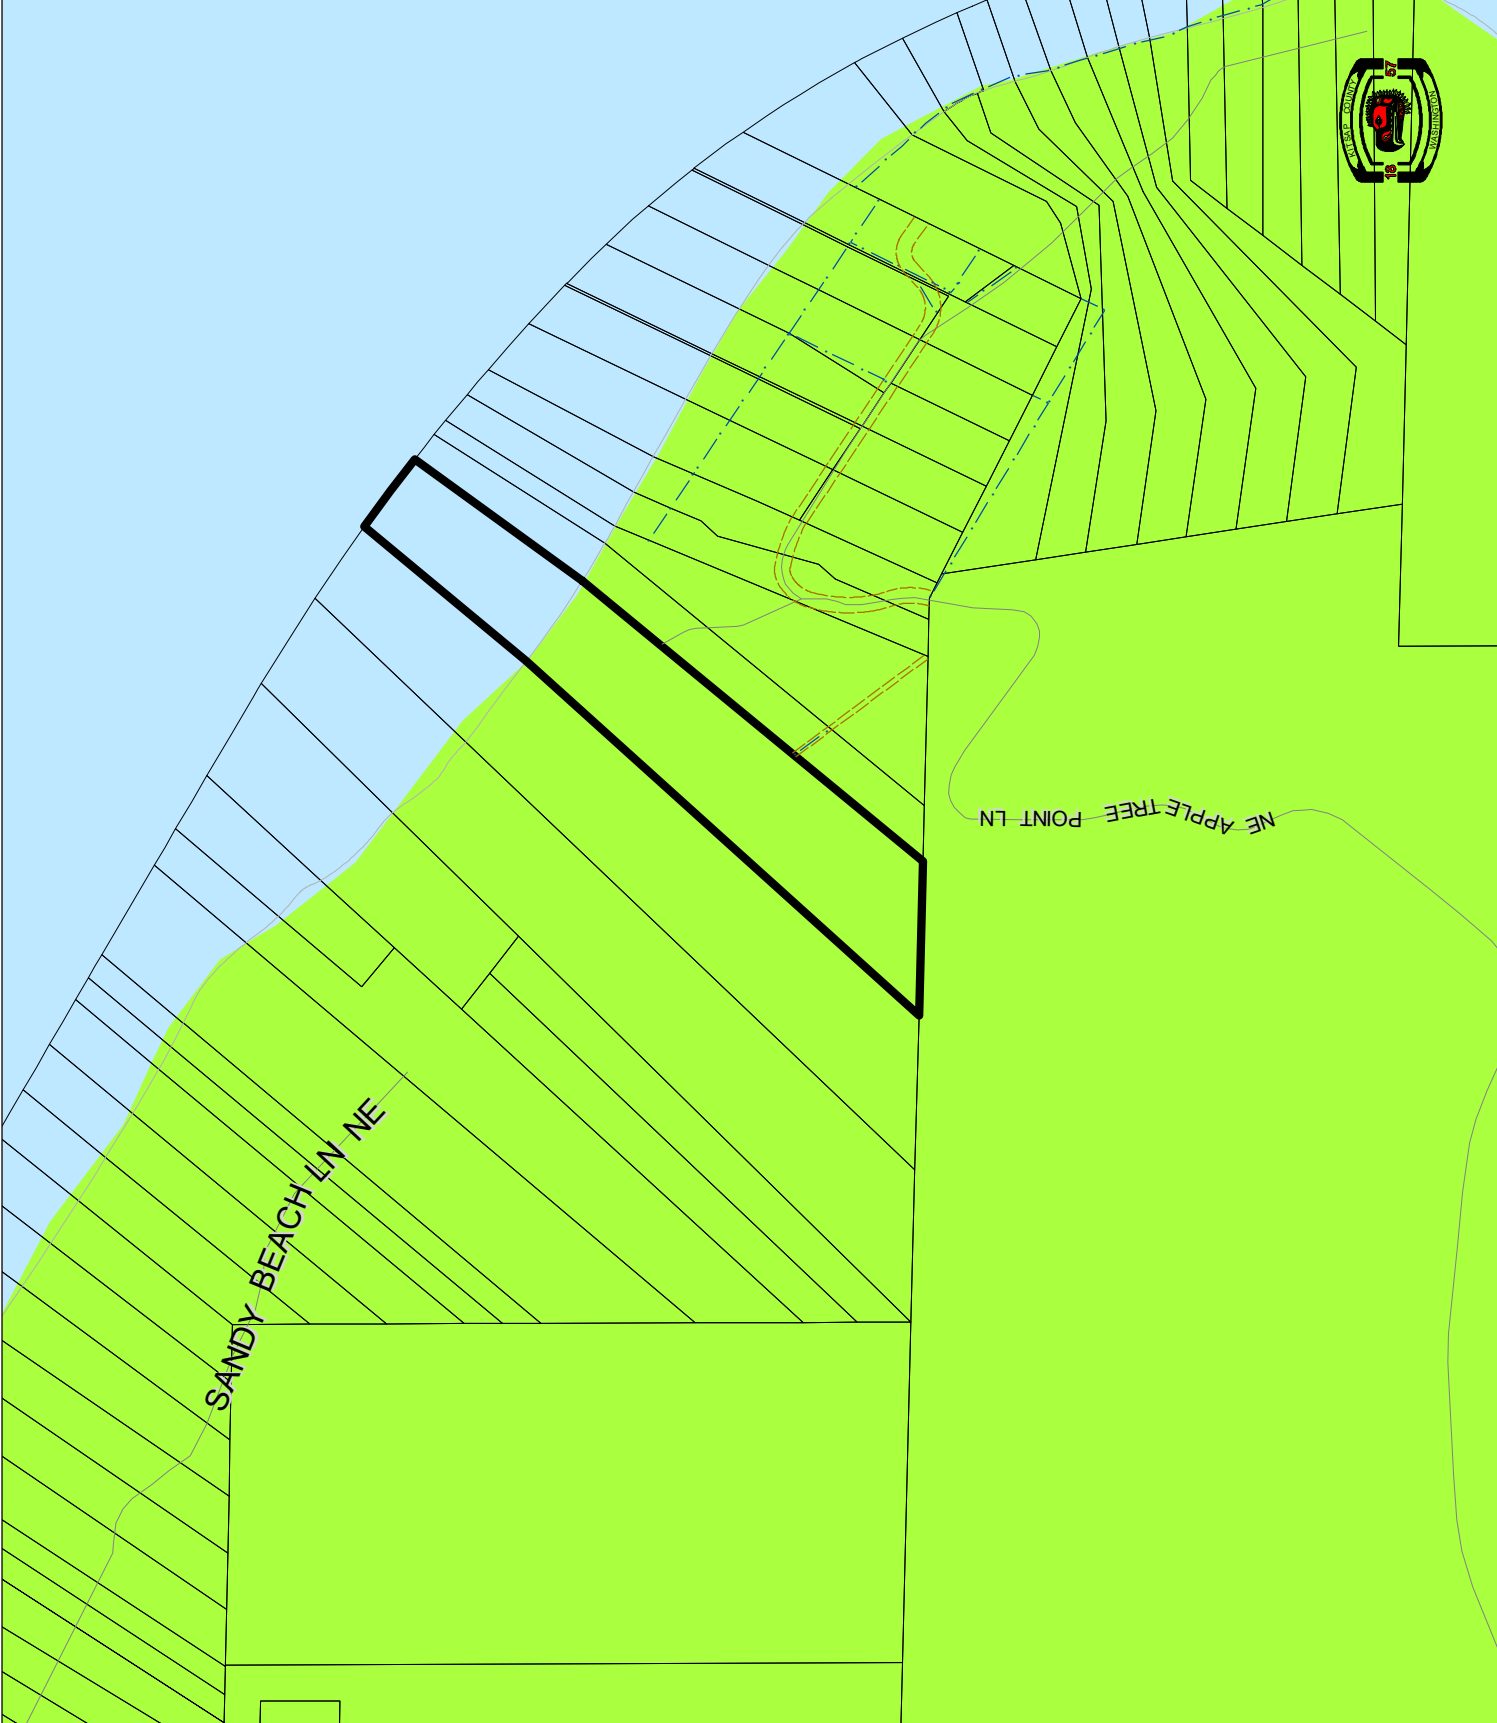 KITSAP COUNTY
18 57
WASHINGTON
NE APPLE TREE POINT LN
SANDY BEACH LN NE